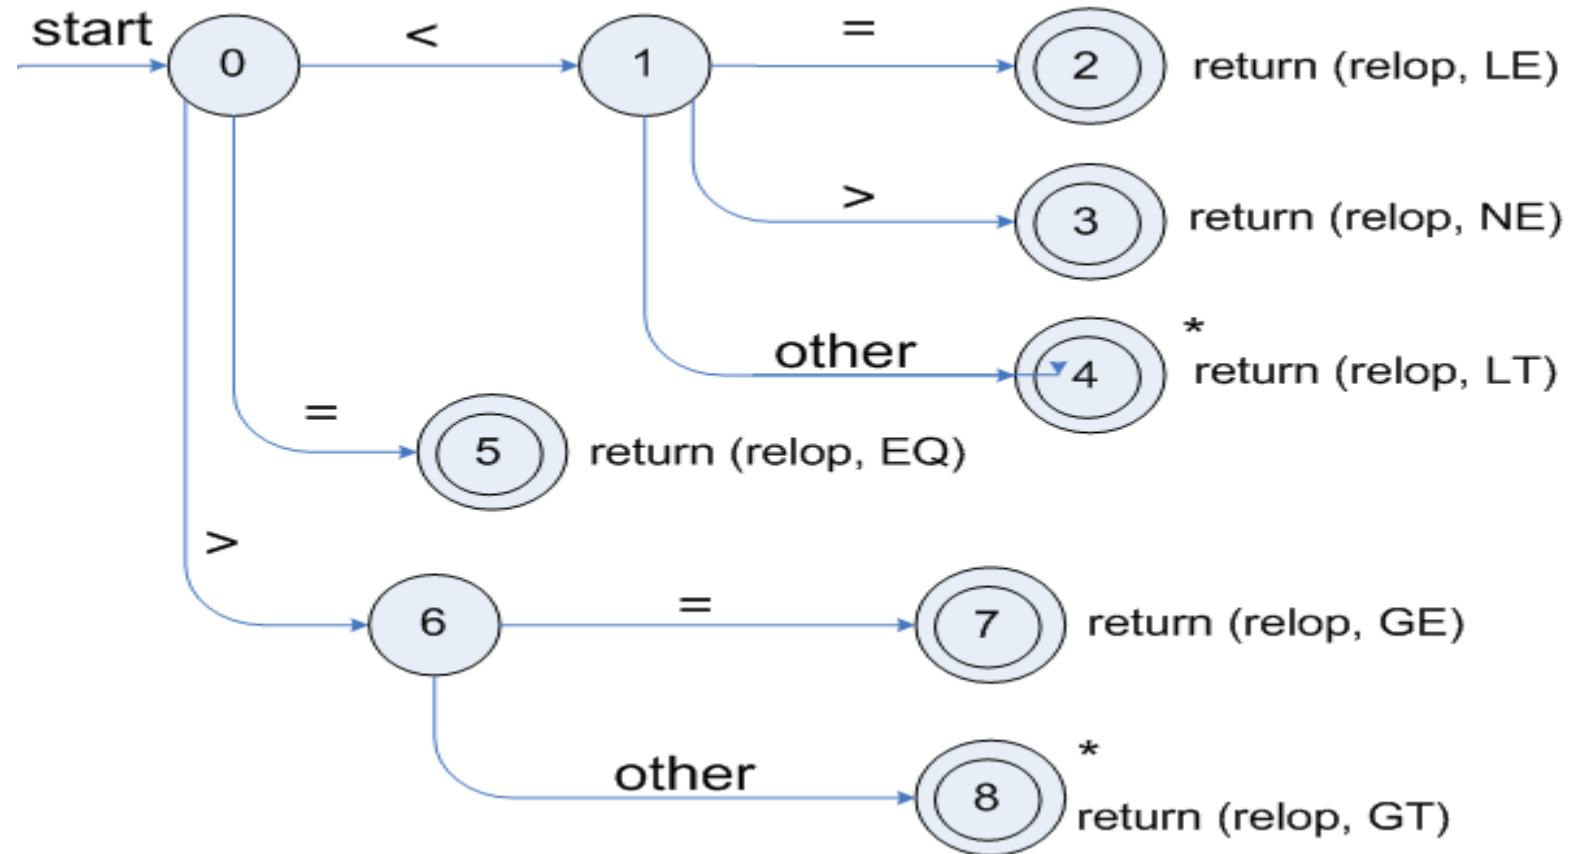 start 0 < 1 = 2 return (relop, LE)
> 3 return (relop, NE)
*
other 4 return (relop, LT)
= 5 return (relop, EQ)
>
6 = 7 return (relop, GE)
*
other 8 return (relop, GT)